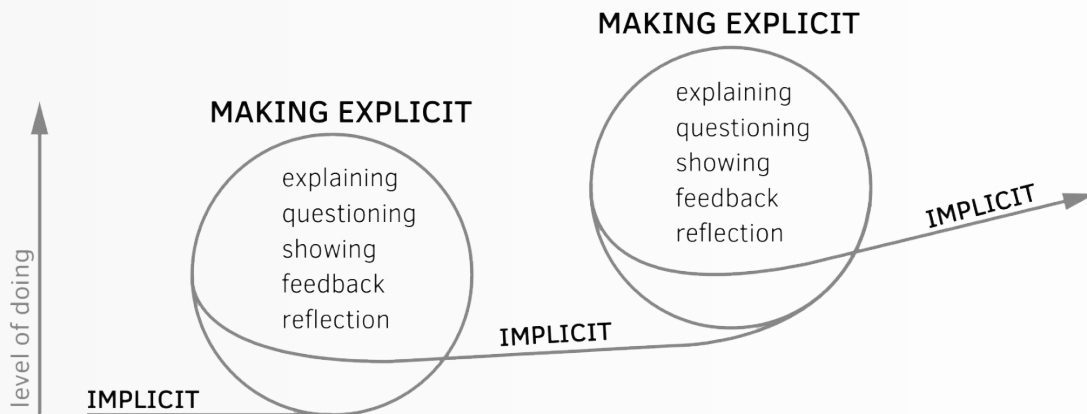 MAKING EXPLICIT
explaining
questioning
showing
feedback
reflection
MAKING EXPLICIT
explaining
questioning
showing
feedback
reflection
level of doing
IMPLICIT
IMPLICIT
IMPLICIT